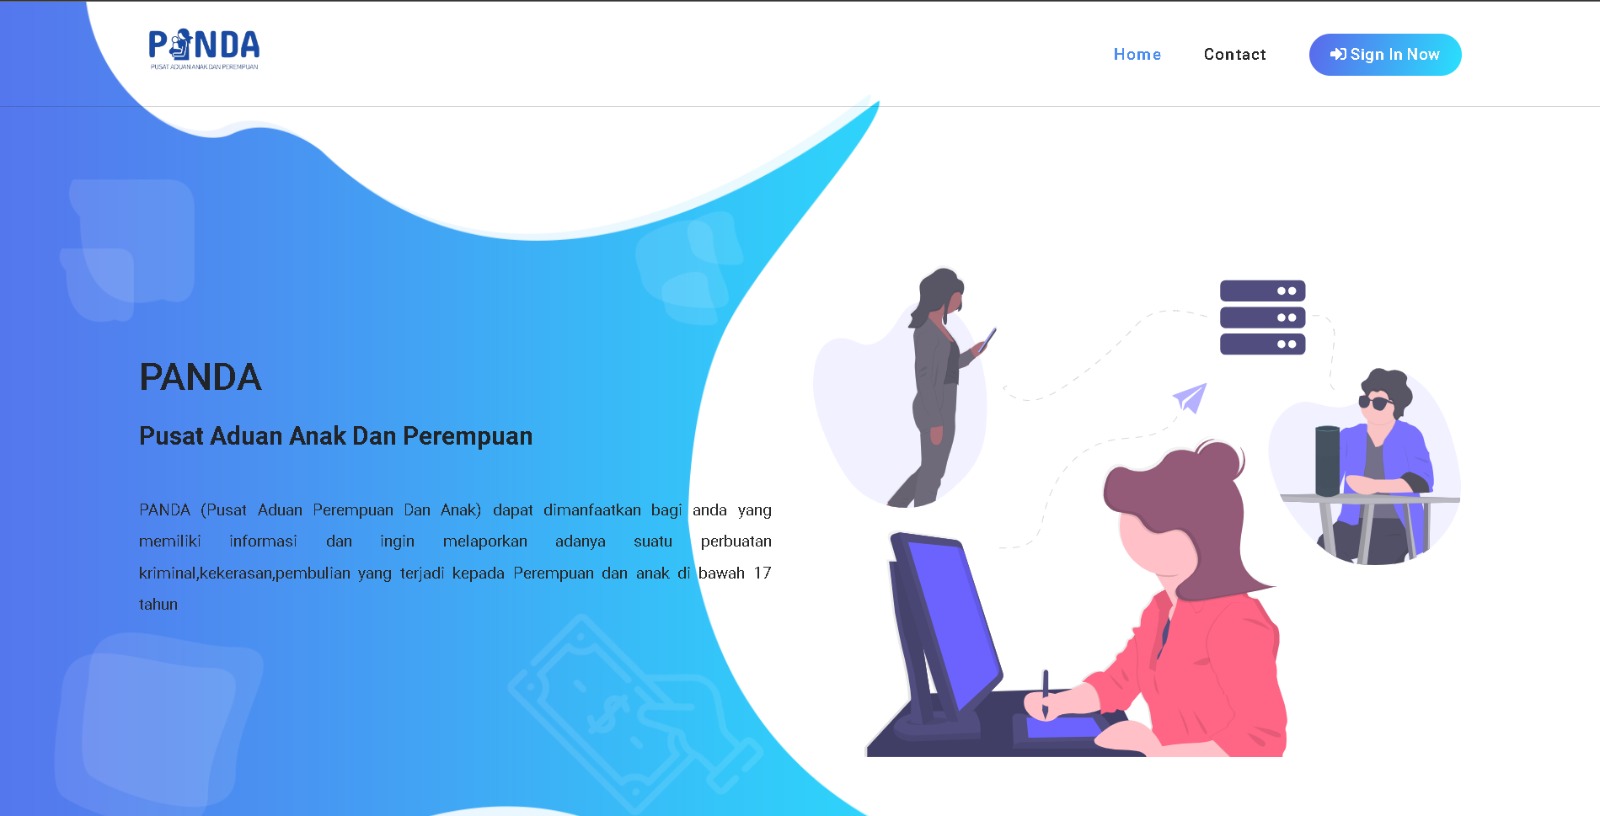 PANDA
PUSAT ADUAN ANAK DAN PEREMPUAN
Home
Contact
Sign In Now
PANDA
Pusat Aduan Anak Dan Perempuan
PANDA (Pusat Aduan Perempuan Dan Anak) dapat dimanfaatkan bagi anda yang
memiliki informasi dan ingin melaporkan adanya suatu perbuatan
kriminal,kekerasan,pembulian yang terjadi kepada Perempuan dan anak di bawah 17
tahun